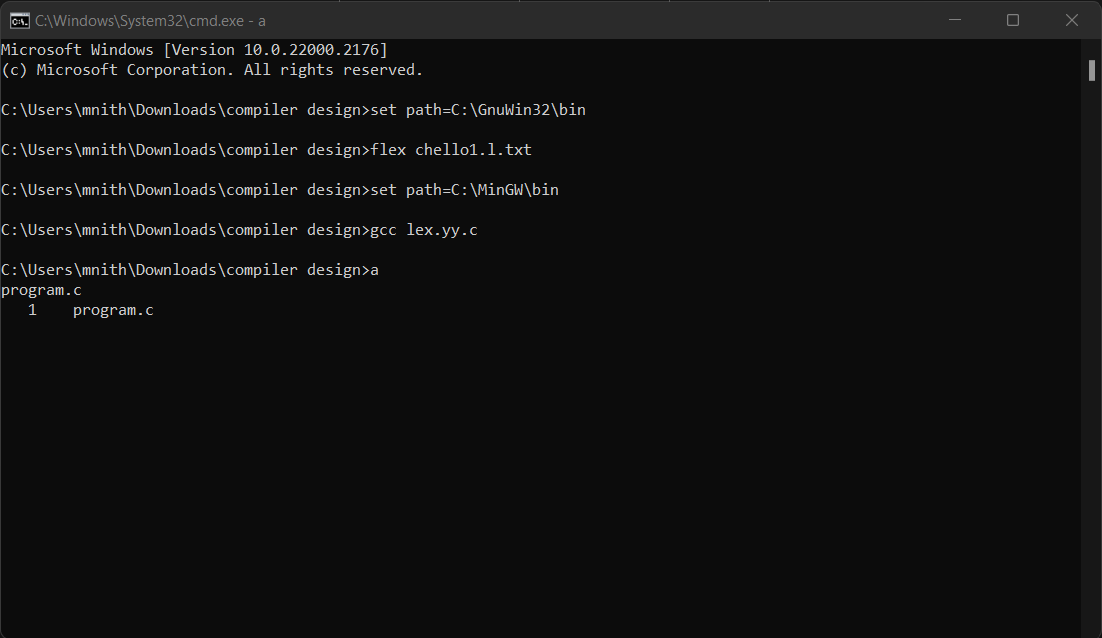 C:\Windows\System32\cmd.exe - a
Microsoft Windows [Version 10.0.22000.2176]
(c) Microsoft Corporation. All rights reserved.
C:\Users\mnith\Downloads\compiler design>set path=C:\GnuWin32\bin
C:\Users\mnith\Downloads\compiler design>flex chello1.l.txt
C:\Users\mnith\Downloads\compiler design>set path=C:\MinGW\bin
C:\Users\mnith\Downloads\compiler design>gcc lex.yy.c
C:\Users\mnith\Downloads\compiler design>a
program.c
   1    program.c